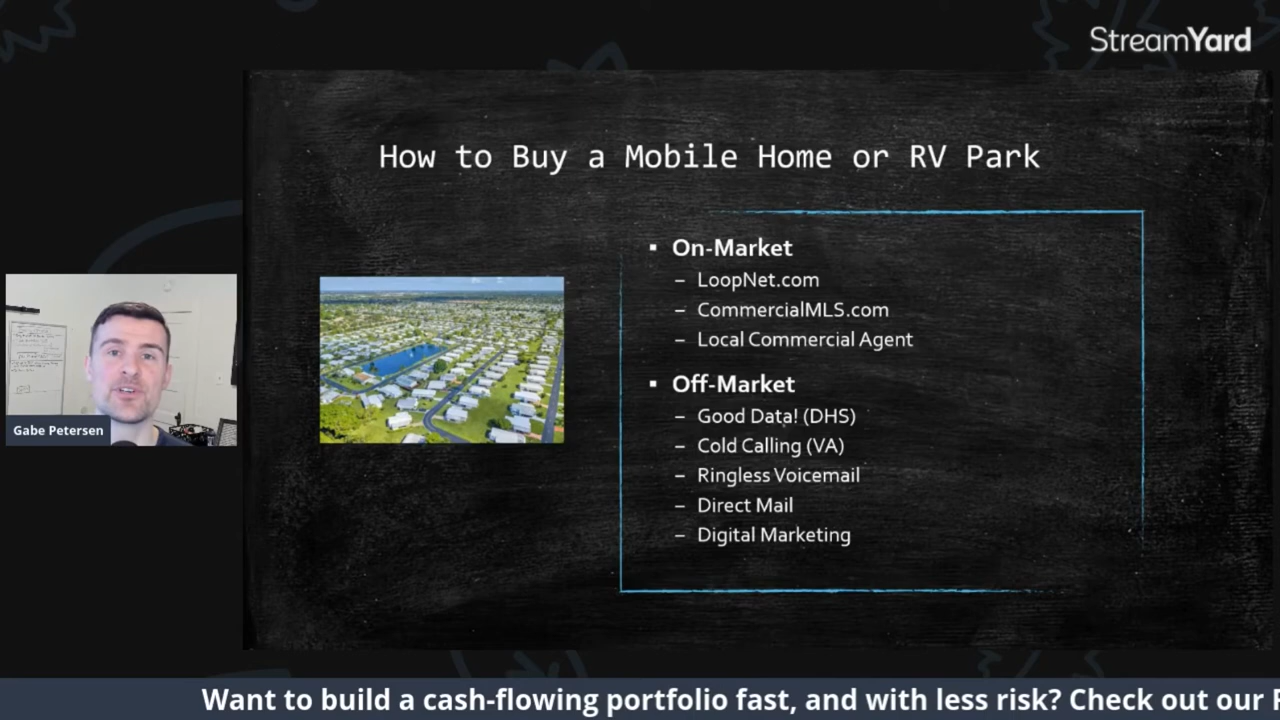 StreamYard
How to Buy a Mobile Home or RV Park
▪ On-Market
– LoopNet.com
– CommercialMLS.com
– Local Commercial Agent
▪ Off-Market
– Good Data! (DHS)
– Cold Calling (VA)
– Ringless Voicemail
– Direct Mail
– Digital Marketing
Gabe Petersen
Want to build a cash-flowing portfolio fast, and with less risk? Check out our